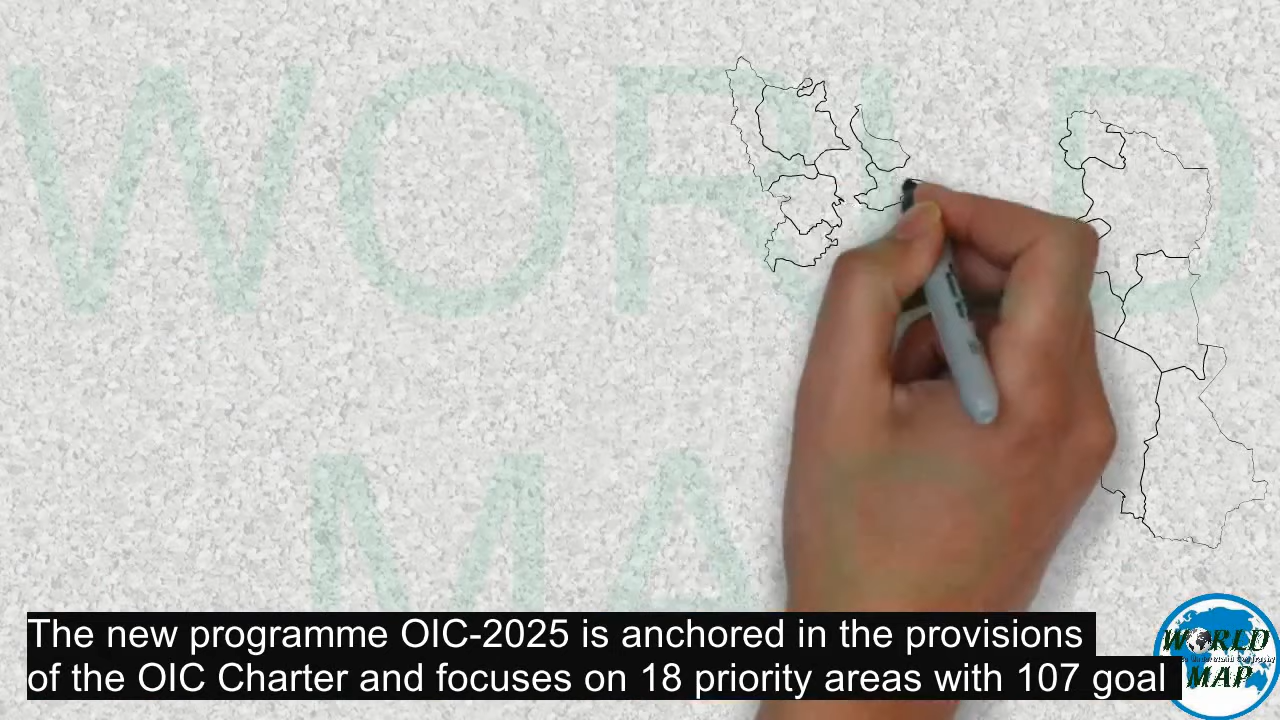 WORLD
MAP
The new programme OIC-2025 is anchored in the provisions
of the OIC Charter and focuses on 18 priority areas with 107 goal
WORLD
MAP